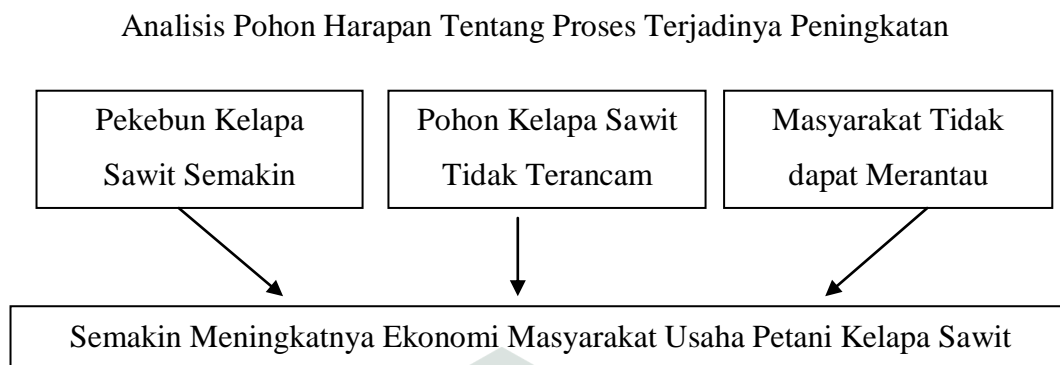 Analisis Pohon Harapan Tentang Proses Terjadinya Peningkatan
Pekebun Kelapa
Sawit Semakin
Pohon Kelapa Sawit
Tidak Terancam
Masyarakat Tidak
dapat Merantau
Semakin Meningkatnya Ekonomi Masyarakat Usaha Petani Kelapa Sawit